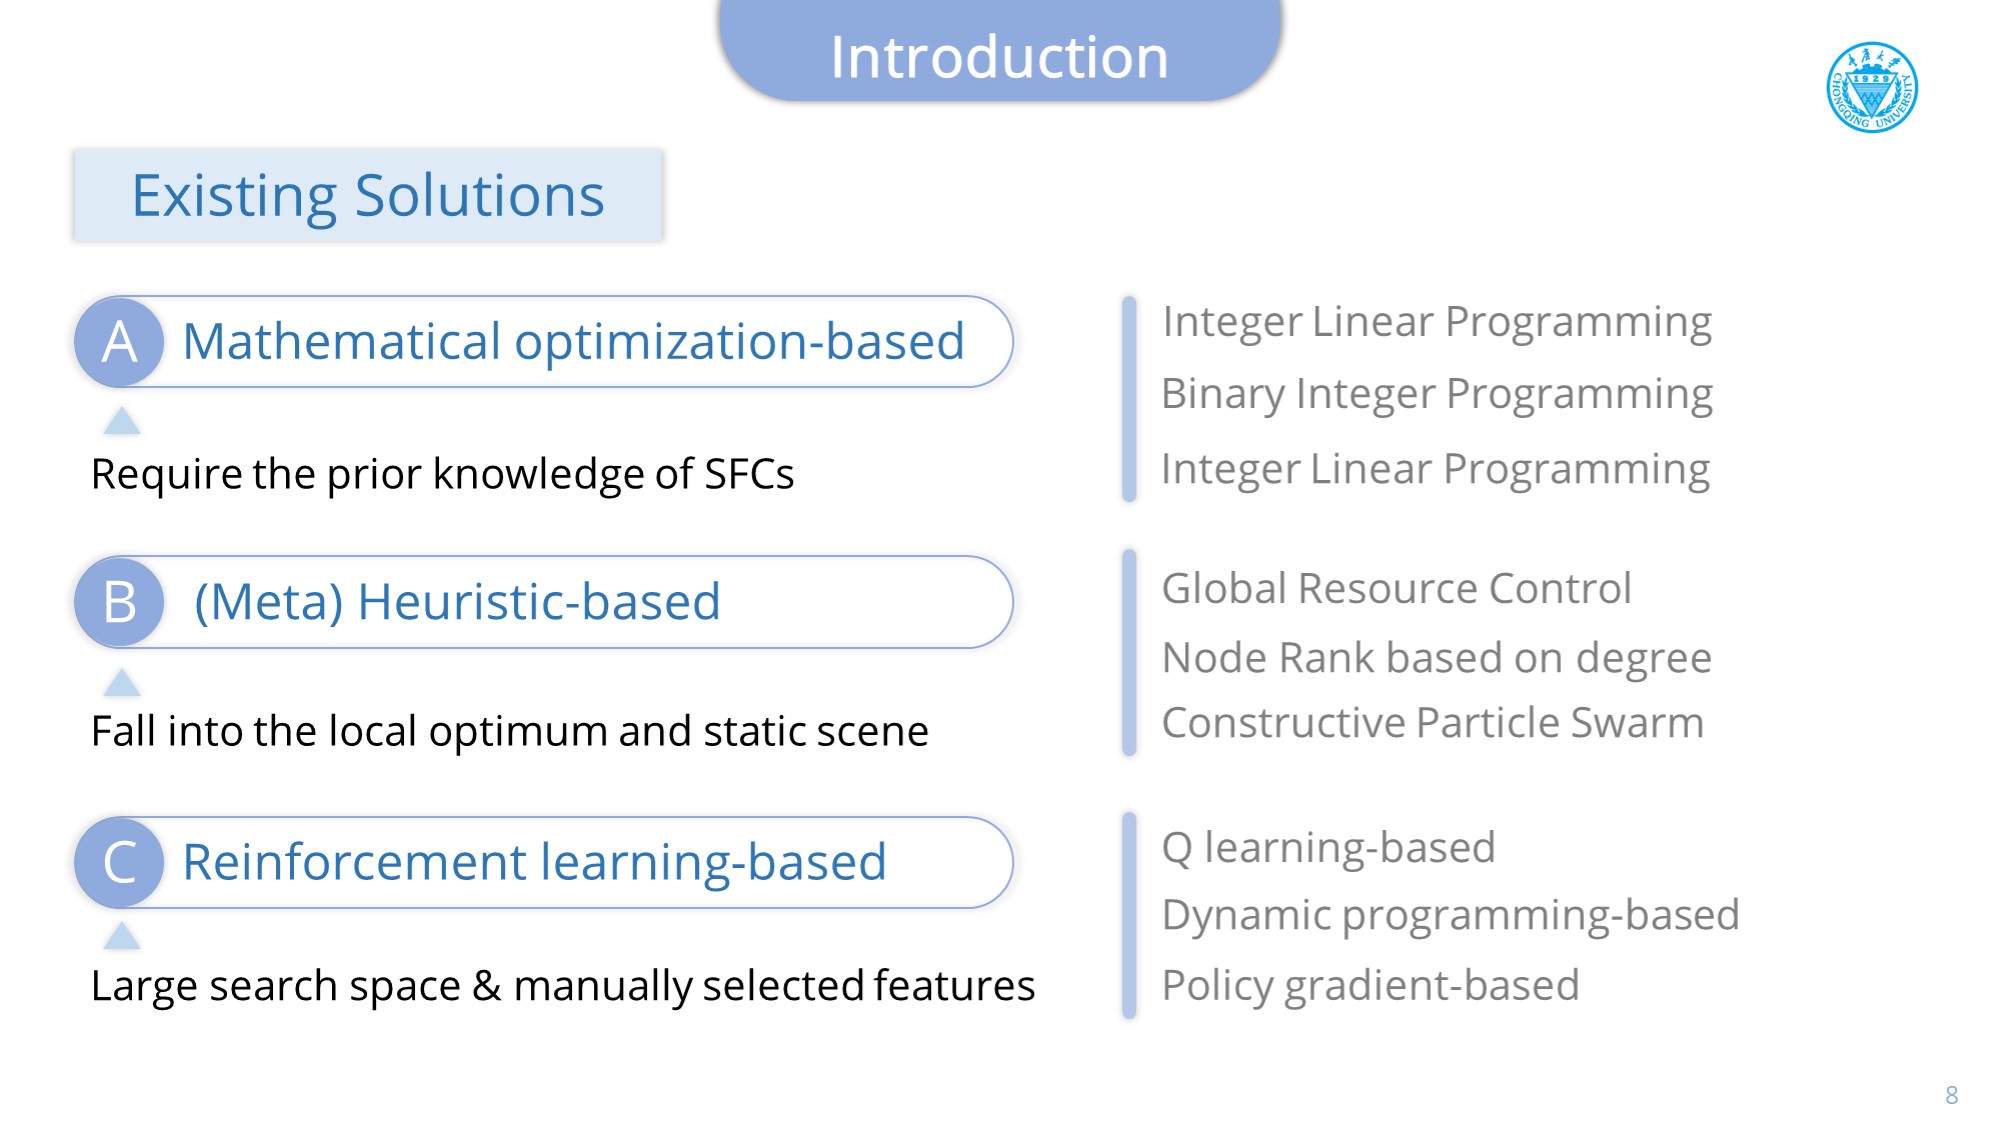 Introduction
1929
CHONGQING UNIVERSITY
Existing Solutions
A Mathematical optimization-based
Require the prior knowledge of SFCs
Integer Linear Programming
Binary Integer Programming
Integer Linear Programming
B (Meta) Heuristic-based
Fall into the local optimum and static scene
Global Resource Control
Node Rank based on degree
Constructive Particle Swarm
C Reinforcement learning-based
Large search space & manually selected features
Q learning-based
Dynamic programming-based
Policy gradient-based
8